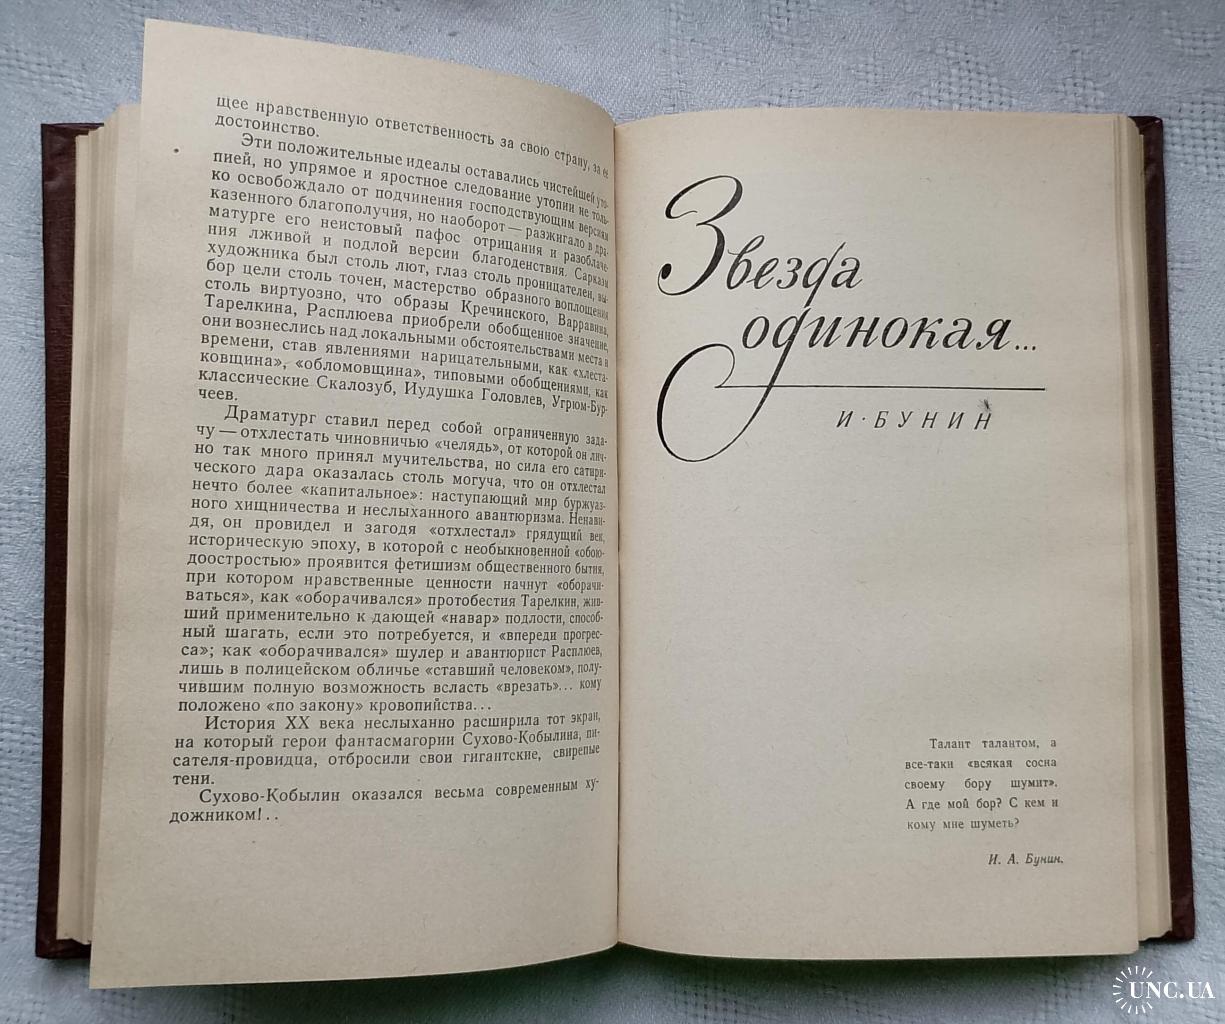 щее нравственную ответственность за свою страну, за ее
достоинство.
Эти положительные идеалы оставались чистейшей уто-
пией, но упрямое и яростное следование утопии не толь-
ко освобождало от подчинения господствующим версиям
казенного благополучия, но наоборот — разжигало в дра-
матурге его неистовый пафос отрицания и разоблаче-
ния лживой и подлой версии благоденствия. Сарказм
художника был столь лют, глаз столь проницателен, вы-
бор цели столь точен, мастерство образного воплощения
столь виртуозно, что образы Кречинского, Варравина,
Тарелкина, Расплюева приобрели обобщенное значение,
они вознеслись над локальными обстоятельствами места и
времени, став явлениями нарицательными, как «хлеста-
ковщина», «обломовщина», типовыми обобщениями, как
классические Скалозуб, Иудушка Головлев, Угрюм-Бур-
чеев.
Драматург ставил перед собой ограниченную зада-
чу — отхлестать чиновничью «челядь», от которой он лич-
но так много принял мучительства, но сила его сатири-
ческого дара оказалась столь могуча, что он отхлестал
нечто более «капитальное»: наступающий мир буржуаз-
ного хищничества и неслыханного авантюризма. Ненави-
дя, он провидел и загодя «отхлестал» грядущий век,
историческую эпоху, в которой с необыкновенной «обою-
доостростью» проявится фетишизм общественного бытия,
при котором нравственные ценности начнут «оборачи-
ваться», как «оборачивался» протобестия Тарелкин, жив-
ший применительно к дающей «навар» подлости, способ-
ный шагать, если это потребуется, и «впереди прогрес-
са»; как «оборачивался» шулер и авантюрист Расплюев,
лишь в полицейском обличье «ставший человеком», полу-
чившим полную возможность всласть «врезать»... кому
положено «по закону» кровопийства...
История XX века неслыханно расширила тот экран,
на который герои фантасмагории Сухово-Кобылина, пи-
сателя-провидца, отбросили свои гигантские, свирепые
тени.
Сухово-Кобылин оказался весьма современным ху-
дожником!..
Звезда
одинокая...
И · БУНИН
Талант талантом, а
все-таки «всякая сосна
своему бору шумит».
А где мой бор? С кем и
кому мне шуметь?
И. А. Бунин.
UNC.UA